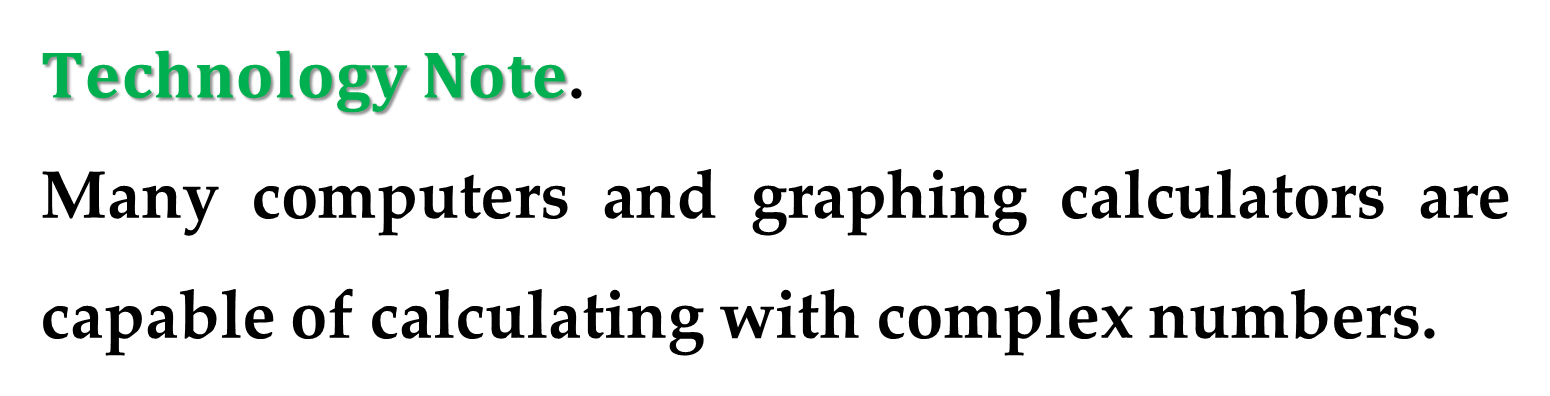 Technology Note.
Many computers and graphing calculators are
capable of calculating with complex numbers.